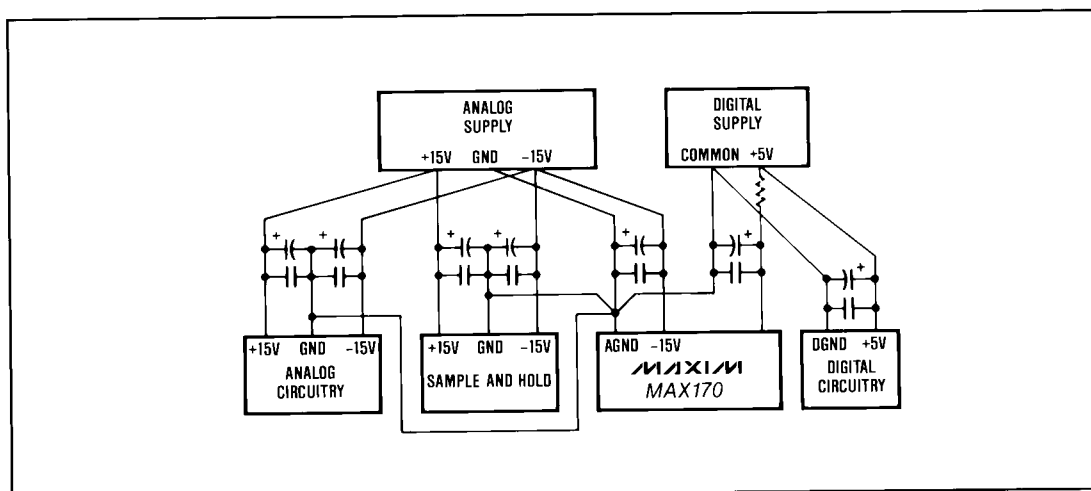 ANALOG
SUPPLY
+15V GND -15V
DIGITAL
SUPPLY
COMMON +5V
+ + + + + + +
+15V GND -15V
ANALOG
CIRCUITRY
+15V GND -15V
SAMPLE AND HOLD
AGND -15V
MAXIM
MAX170
DGND +5V
DIGITAL
CIRCUITRY